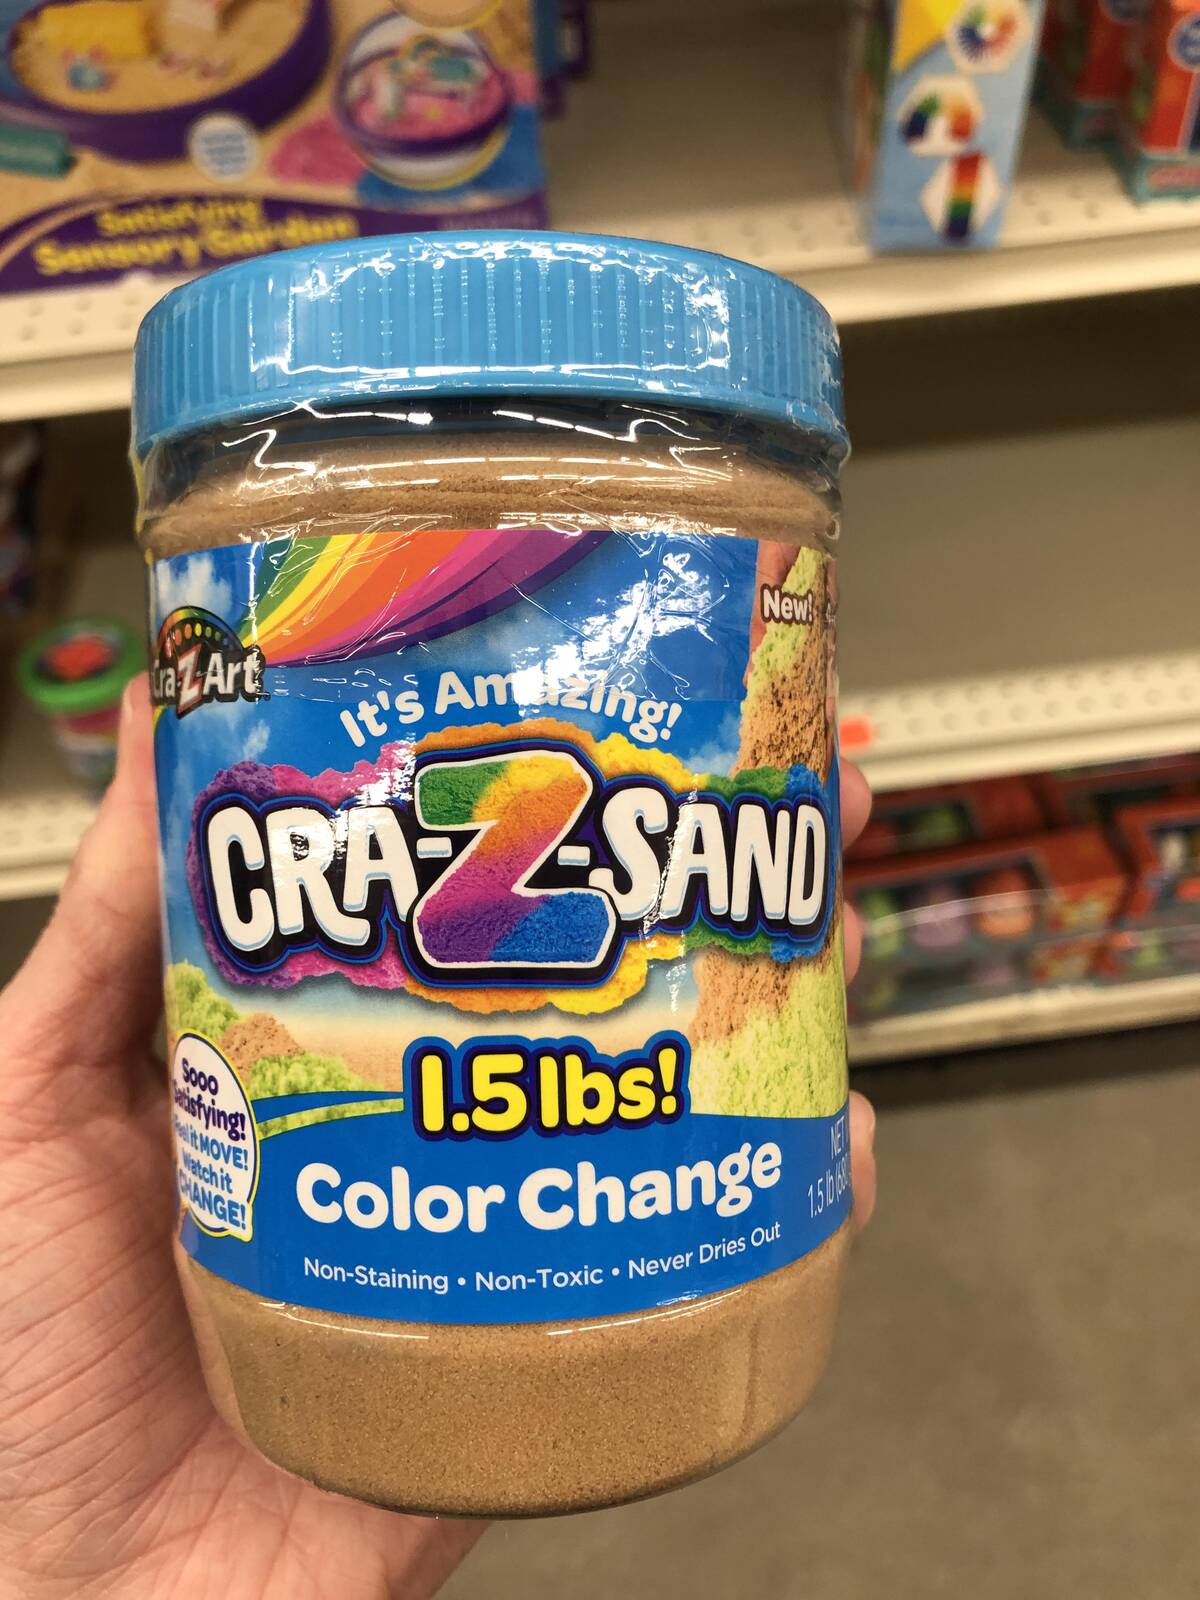 Satisfying
Sensory Garden
New!
Cra-Z-Art
It's Amazing!
CRA-Z-SAND
1.5 lbs!
Sooo
Satisfying!
Feel it MOVE!
Watch it
CHANGE!
Color Change
NET
1.5 lb
Non-Staining • Non-Toxic • Never Dries Out